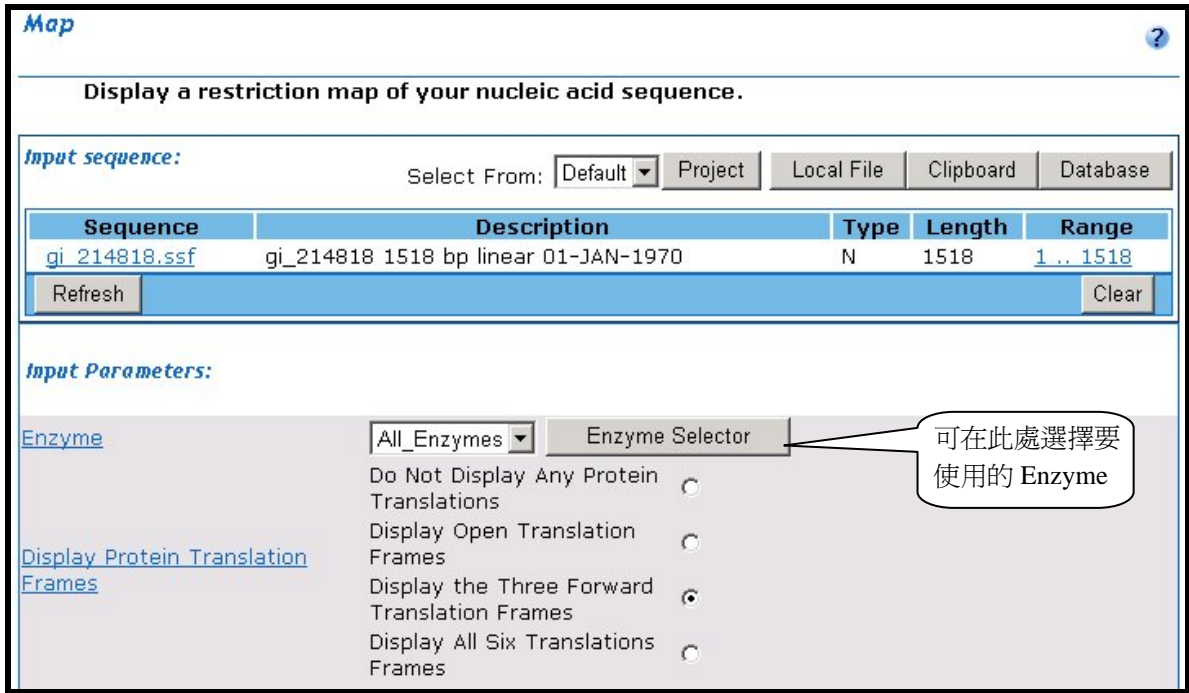 Map
?
Display a restriction map of your nucleic acid sequence.
Input sequence:
Select From: Default Project Local File Clipboard Database
Sequence Description Type Length Range
gi_214818.ssf gi_214818 1518 bp linear 01-JAN-1970 N 1518 1 .. 1518
Refresh Clear
Input Parameters:
Enzyme All_Enzymes Enzyme Selector
可在此處選擇要
使用的 Enzyme
Display Protein Translation
Frames
Do Not Display Any Protein
Translations
Display Open Translation
Frames
Display the Three Forward
Translation Frames
Display All Six Translations
Frames